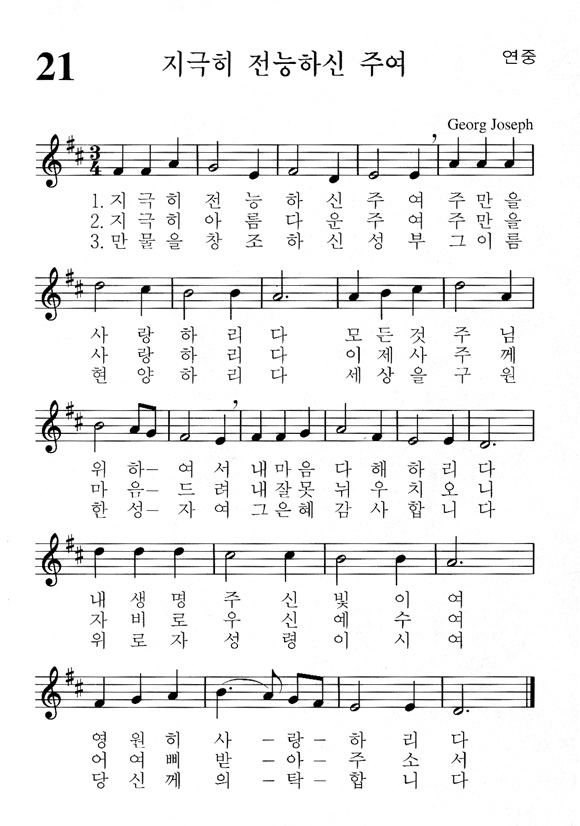 21 지극히 전능하신 주여 연중
Georg Joseph
1. 지극히전능하신주여주만을
2. 지극히아름다운주여주만을
3. 만물을창조하신성부그이름
사랑하리다 모든것주님
사랑하리다 이제사주께
현양하리다 세상을구원
위하–여서내마음다해하리다
마음–드려내잘못뉘우치오니
한성–자여그은혜감사합니다
내생명주신빛이여
자비로우신예수여
위로자성령이시여
영원히사–랑–하리다
어여삐받–아–주소서
당신께의–탁–합니다